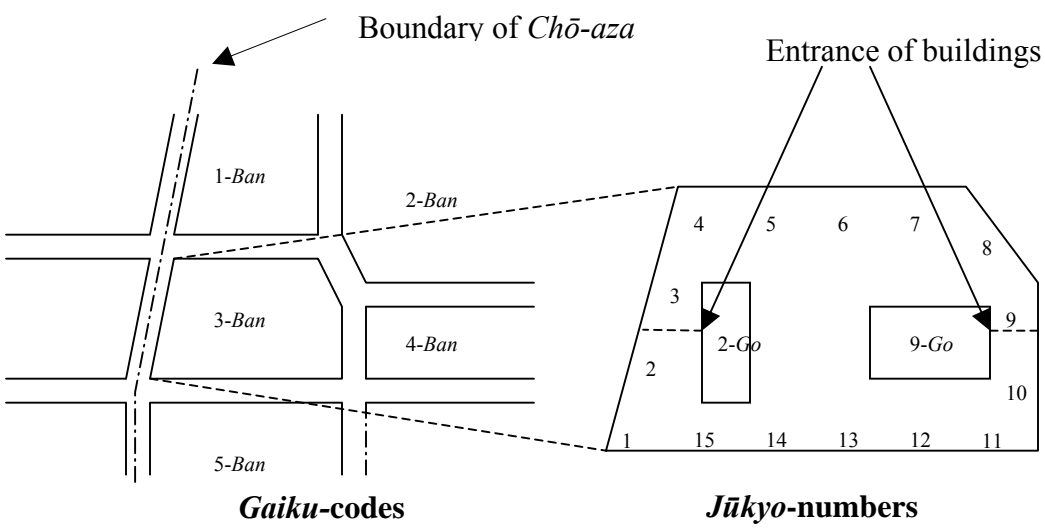 Boundary of Chō-aza
Entrance of buildings
1-Ban
2-Ban
3-Ban
4-Ban
5-Ban
Gaiku-codes
4 5 6 7
8
3
9
2-Go 9-Go
2
10
1 15 14 13 12 11
Jūkyo-numbers